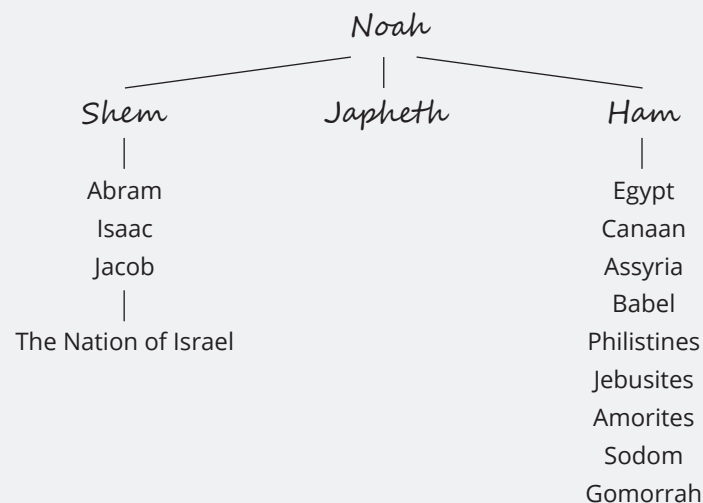 Noah
Shem Japheth Ham
Abram
Isaac
Jacob
The Nation of Israel
Egypt
Canaan
Assyria
Babel
Philistines
Jebusites
Amorites
Sodom
Gomorrah